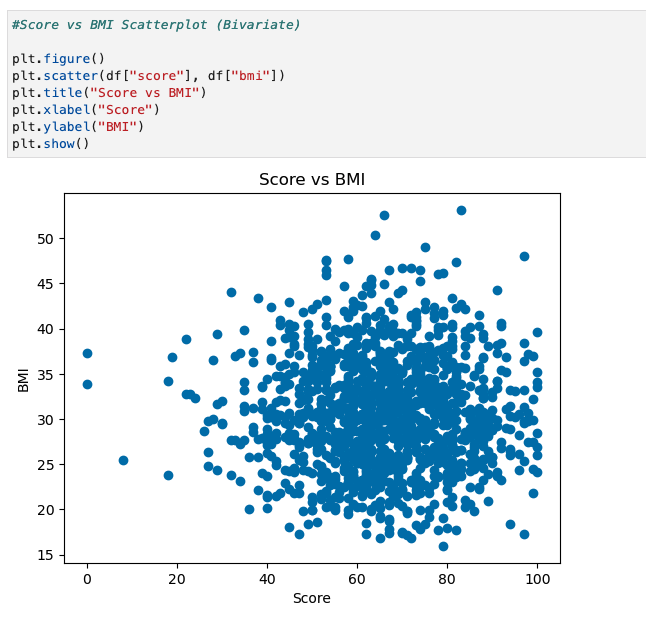 #Score vs BMI Scatterplot (Bivariate)
plt.figure()
plt.scatter(df["score"], df["bmi"])
plt.title("Score vs BMI")
plt.xlabel("Score")
plt.ylabel("BMI")
plt.show()
Score vs BMI
50
45
40
35
30
25
20
15
BMI
0 20 40 60 80 100
Score